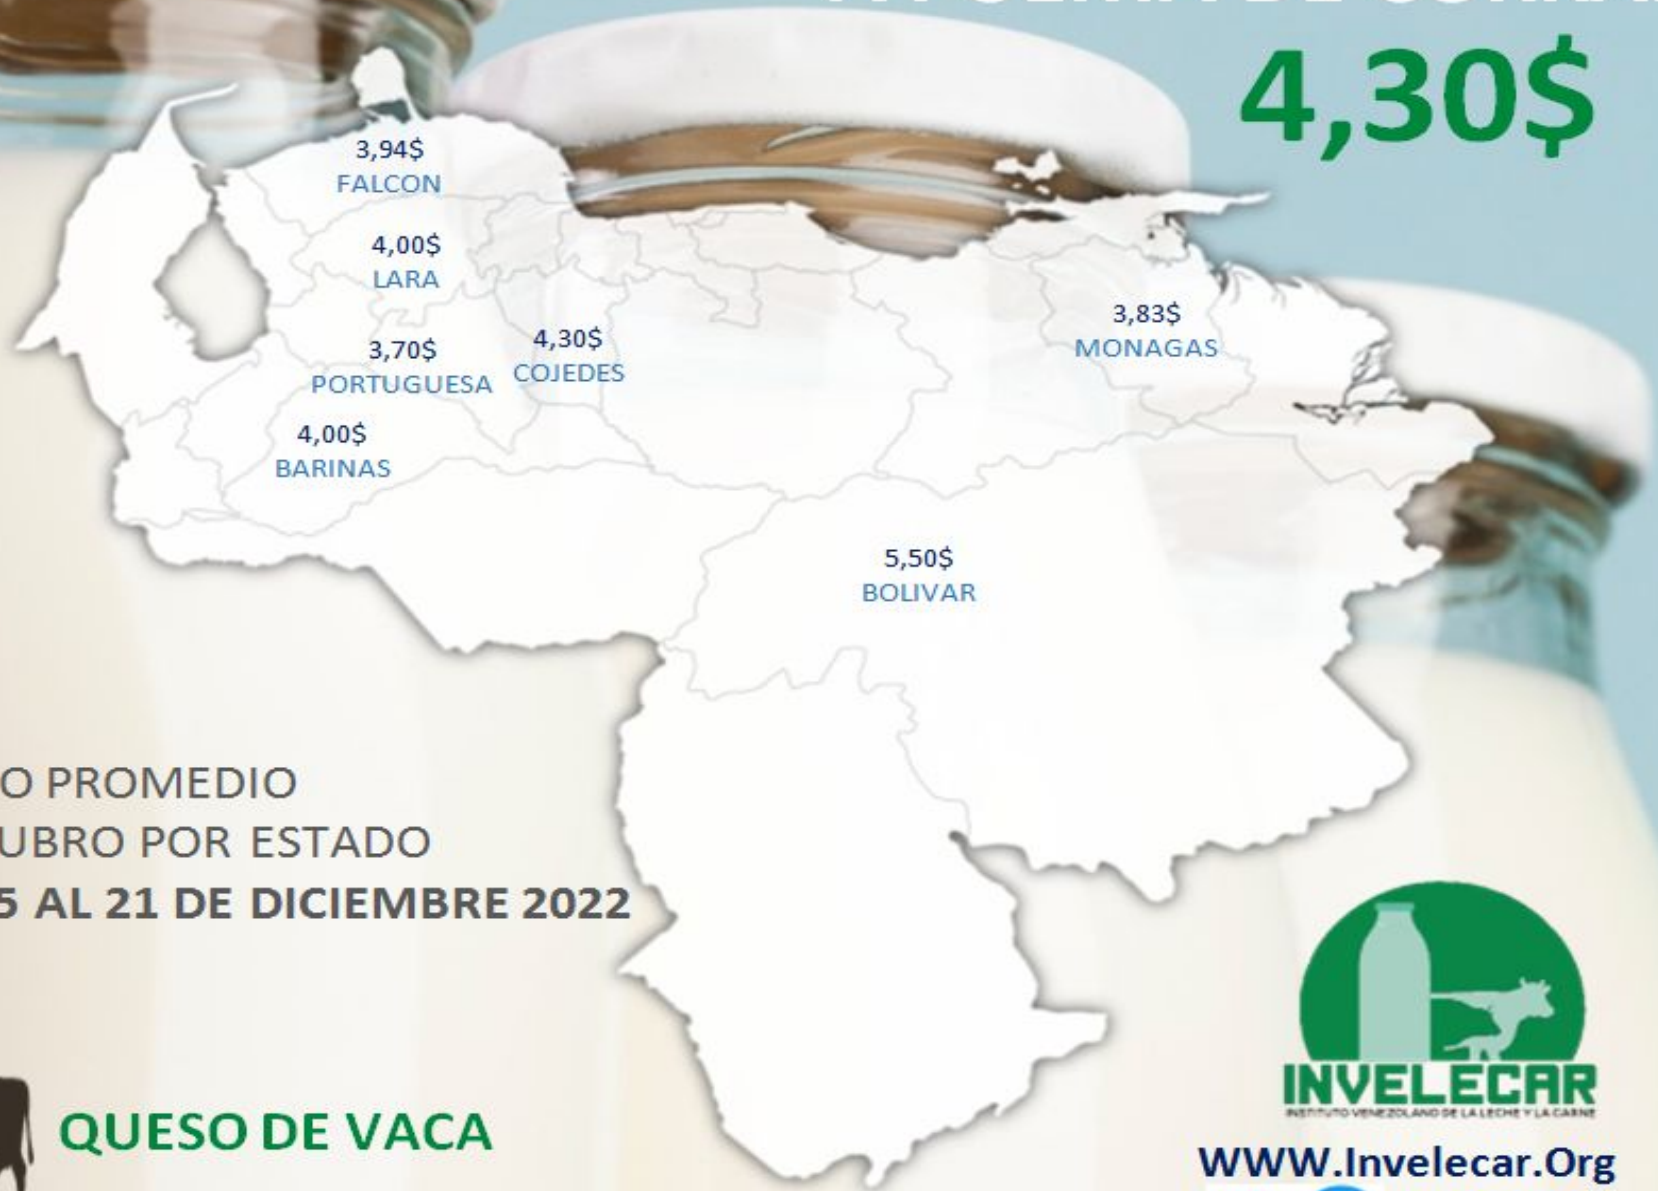 4,30$
3,94$
FALCON
4,00$
LARA
3,83$
MONAGAS
4,30$
COJEDES
3,70$
PORTUGUESA
4,00$
BARINAS
5,50$
BOLIVAR
O PROMEDIO
UBRO POR ESTADO
5 AL 21 DE DICIEMBRE 2022
QUESO DE VACA
INVELECAR
INSTITUTO VENEZOLANO DE LA LECHE Y LA CARNE
WWW.Invelecar.Org